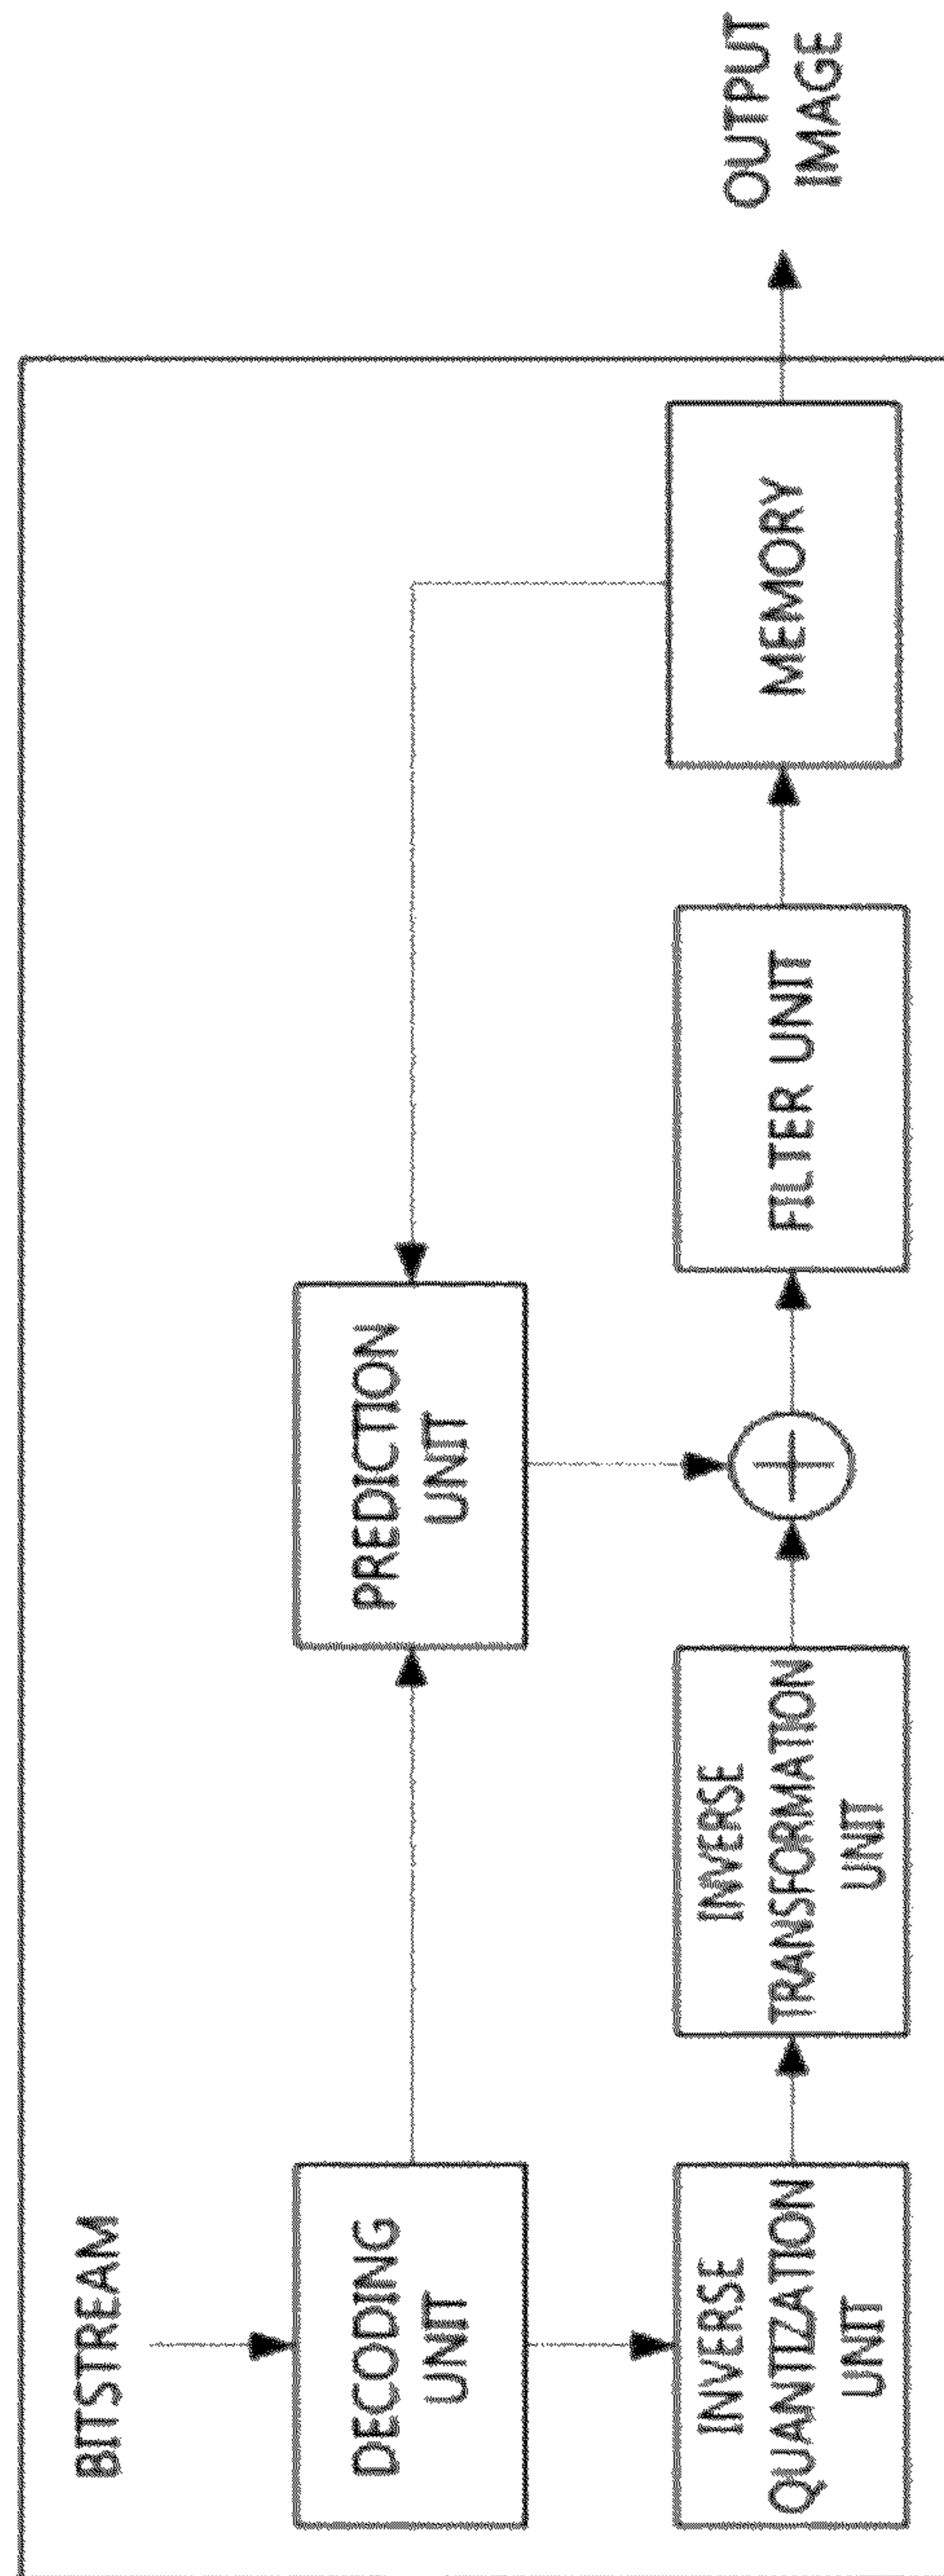 BITSTREAM
DECODING
UNIT
PREDICTION
UNIT
INVERSE
QUANTIZATION
UNIT
INVERSE
TRANSFORMATION
UNIT
FILTER UNIT
MEMORY
OUTPUT
IMAGE